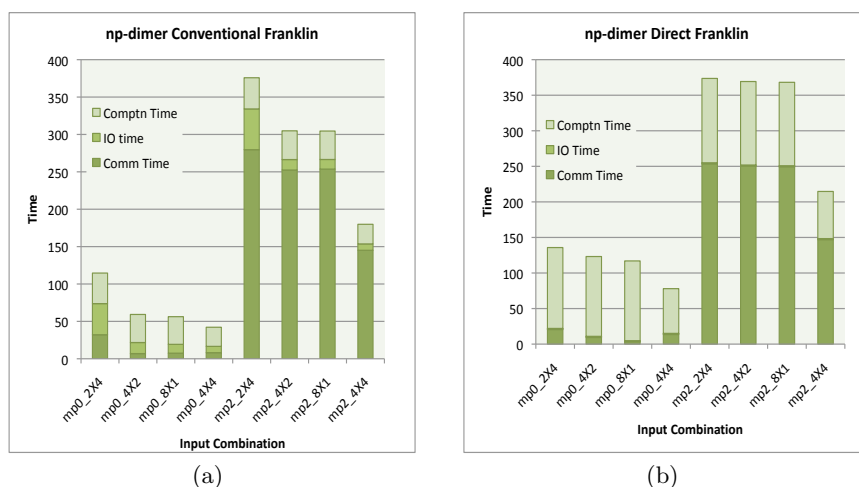 np-dimer Conventional Franklin
400
350
300
250
200
150
100
50
0
Time
Comptn Time
IO time
Comm Time
mp0_2X4
mp0_4X2
mp0_8X1
mp0_4X4
mp2_2X4
mp2_4X2
mp2_8X1
mp2_4X4
Input Combination
(a)
np-dimer Direct Franklin
400
350
300
250
200
150
100
50
0
Time
Comptn Time
IO Time
Comm Time
mp0_2X4
mp0_4X2
mp0_8X1
mp0_4X4
mp2_2X4
mp2_4X2
mp2_8X1
mp2_4X4
Input Combination
(b)